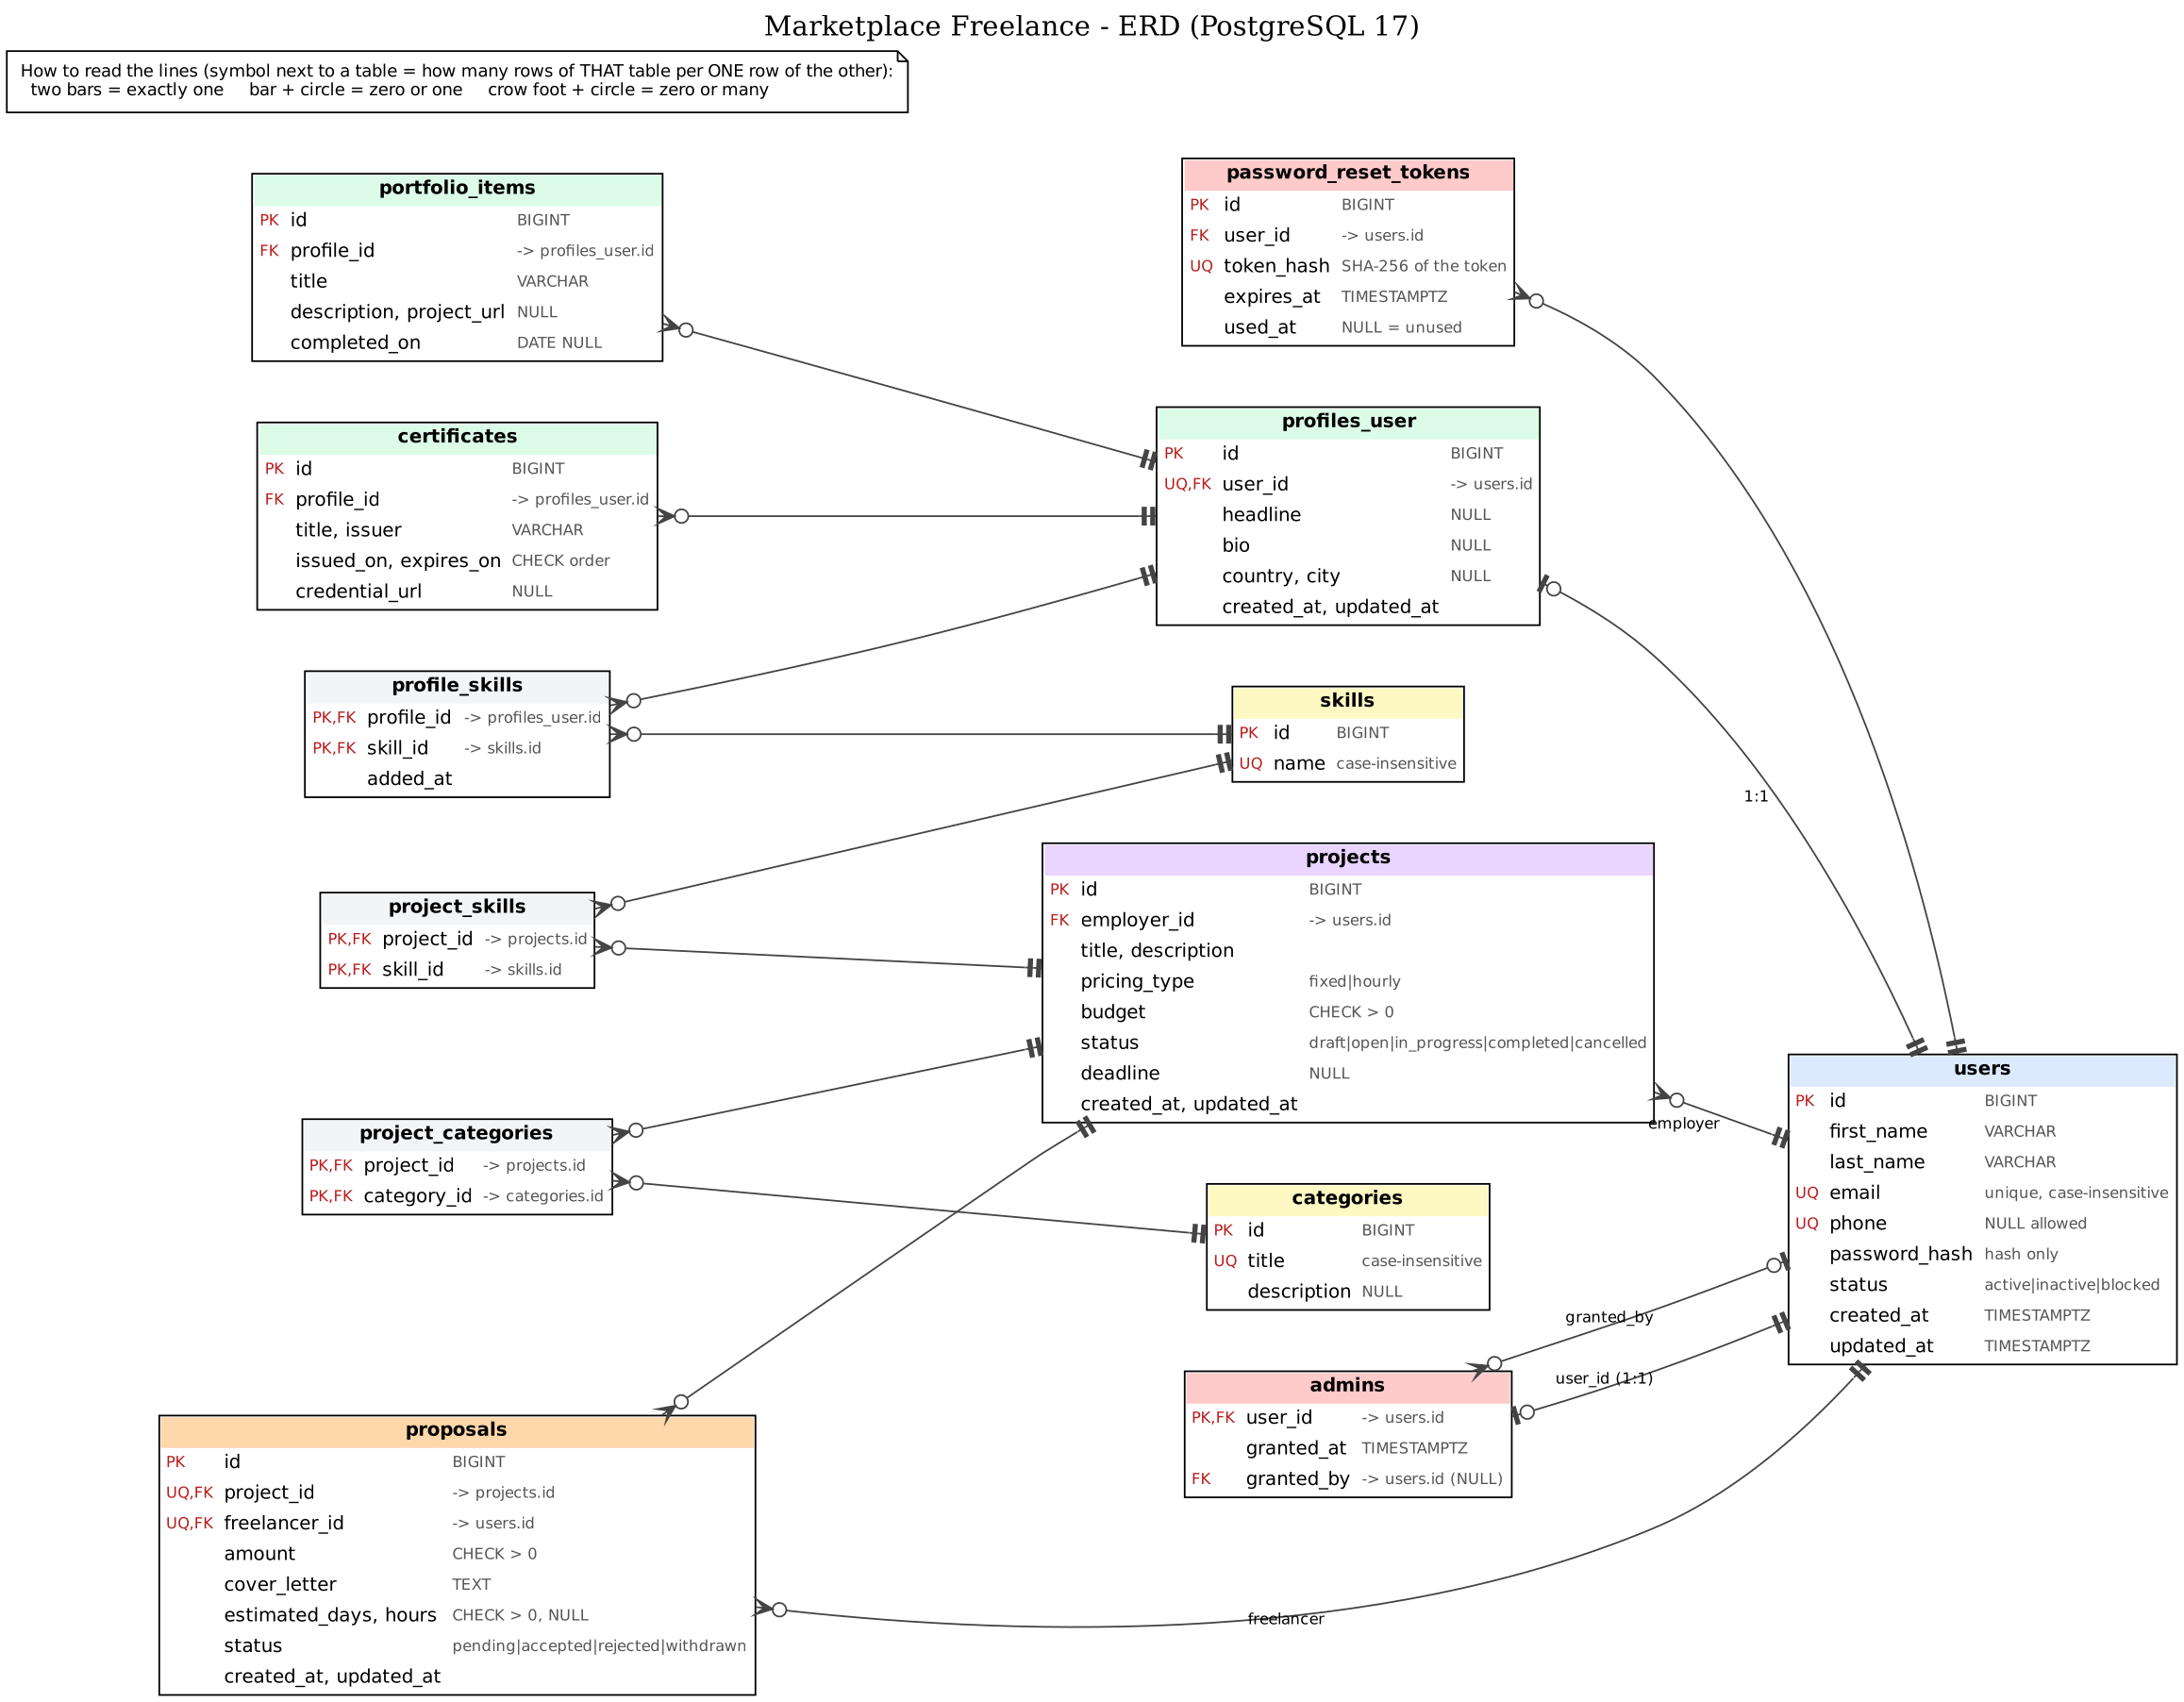 Marketplace Freelance - ERD (PostgreSQL 17)
How to read the lines (symbol next to a table = how many rows of THAT table per ONE row of the other):
two bars = exactly one     bar + circle = zero or one     crow foot + circle = zero or many
portfolio_items
PK id BIGINT
FK profile_id -> profiles_user.id
title VARCHAR
description, project_url NULL
completed_on DATE NULL
password_reset_tokens
PK id BIGINT
FK user_id -> users.id
UQ token_hash SHA-256 of the token
expires_at TIMESTAMPTZ
used_at NULL = unused
certificates
PK id BIGINT
FK profile_id -> profiles_user.id
title, issuer VARCHAR
issued_on, expires_on CHECK order
credential_url NULL
profiles_user
PK id BIGINT
UQ,FK user_id -> users.id
headline NULL
bio NULL
country, city NULL
created_at, updated_at
profile_skills
PK,FK profile_id -> profiles_user.id
PK,FK skill_id -> skills.id
added_at
skills
PK id BIGINT
UQ name case-insensitive
1:1
project_skills
PK,FK project_id -> projects.id
PK,FK skill_id -> skills.id
projects
PK id BIGINT
FK employer_id -> users.id
title, description
pricing_type fixed|hourly
budget CHECK > 0
status draft|open|in_progress|completed|cancelled
deadline NULL
created_at, updated_at
employer
users
PK id BIGINT
first_name VARCHAR
last_name VARCHAR
UQ email unique, case-insensitive
UQ phone NULL allowed
password_hash hash only
status active|inactive|blocked
created_at TIMESTAMPTZ
updated_at TIMESTAMPTZ
project_categories
PK,FK project_id -> projects.id
PK,FK category_id -> categories.id
categories
PK id BIGINT
UQ title case-insensitive
description NULL
granted_by
user_id (1:1)
admins
PK,FK user_id -> users.id
granted_at TIMESTAMPTZ
FK granted_by -> users.id (NULL)
proposals
PK id BIGINT
UQ,FK project_id -> projects.id
UQ,FK freelancer_id -> users.id
amount CHECK > 0
cover_letter TEXT
estimated_days, hours CHECK > 0, NULL
status pending|accepted|rejected|withdrawn
created_at, updated_at
freelancer